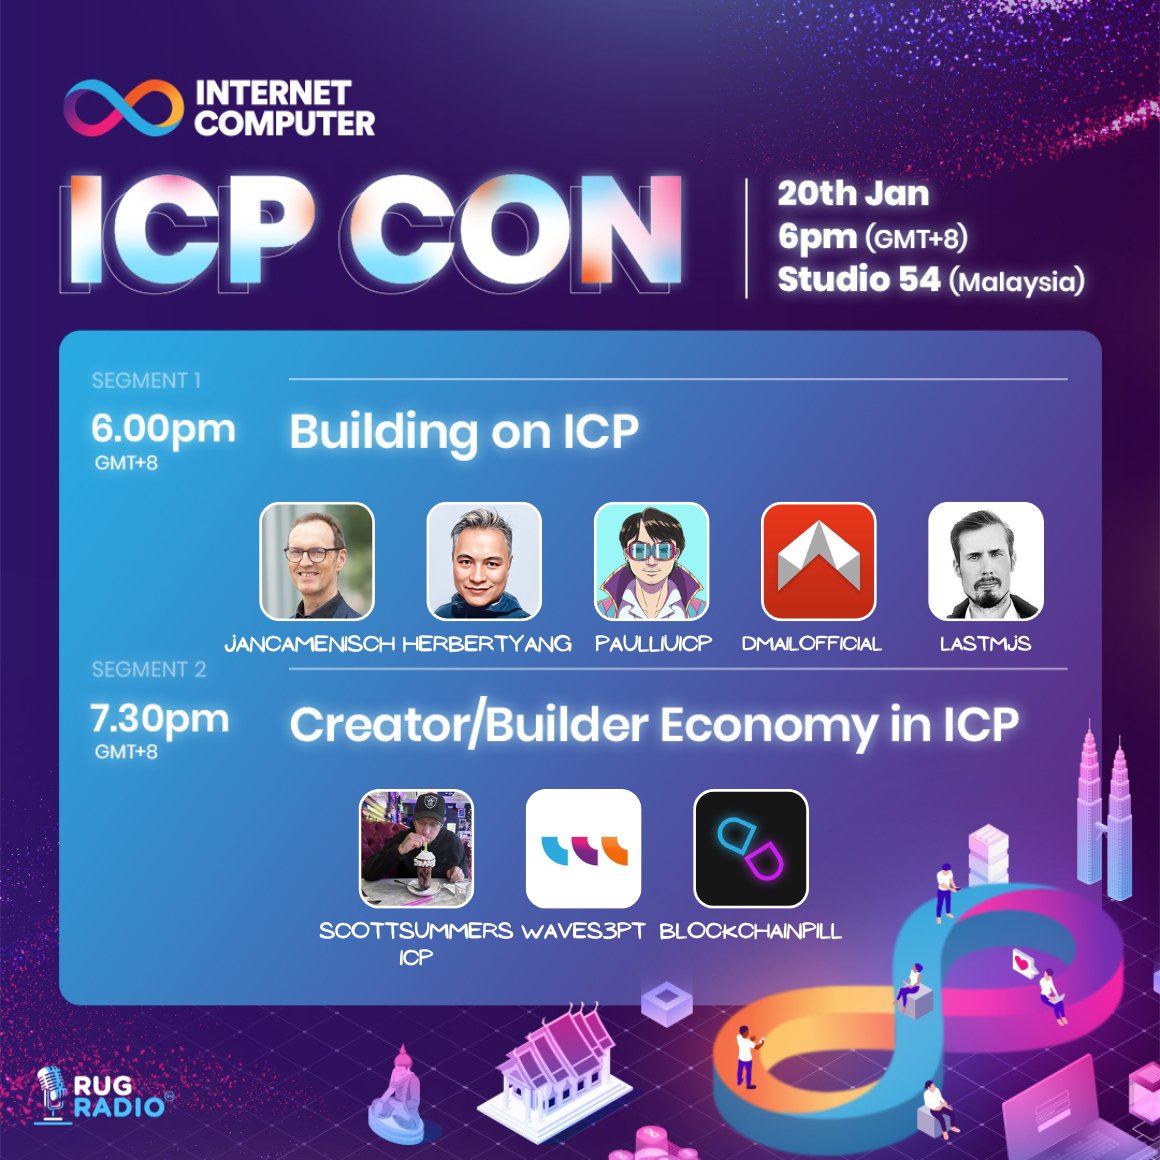 INTERNET
COMPUTER
ICP CON
20th Jan
6pm (GMT+8)
Studio 54 (Malaysia)
SEGMENT 1
6.00pm
GMT+8
Building on ICP
JANCAMENISCH HERBERTYANG PAULLIUICP DMAILOFFICIAL LASTMJS
SEGMENT 2
7.30pm
GMT+8
Creator/Builder Economy in ICP
SCOTTSUMMERS WAVES3PT BLOCKCHAINPILL
ICP
RUG
RADIO